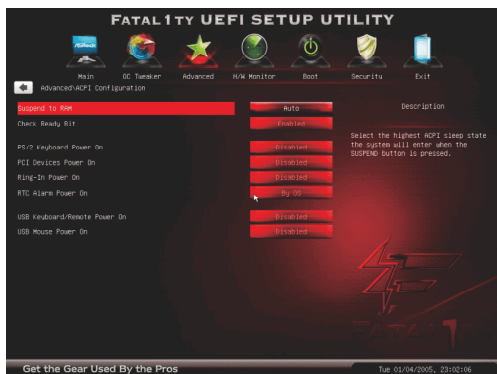 FATAL1TY UEFI SETUP UTILITY
ASRock
Main OC Tweaker Advanced H/W Monitor Boot Security Exit
Advanced\ACPI Configuration
Suspend to RAM Auto
Check Ready Bit Enabled
PS/2 Keyboard Power On Disabled
PCI Devices Power On Disabled
Ring-In Power On Disabled
RTC Alarm Power On By OS
USB Keyboard/Remote Power On Disabled
USB Mouse Power On Disabled
Description
Select the highest ACPI sleep state
the system will enter when the
SUSPEND button is pressed.
FATAL1TY
Get the Gear Used By the Pros
Tue 01/04/2005, 23:02:06